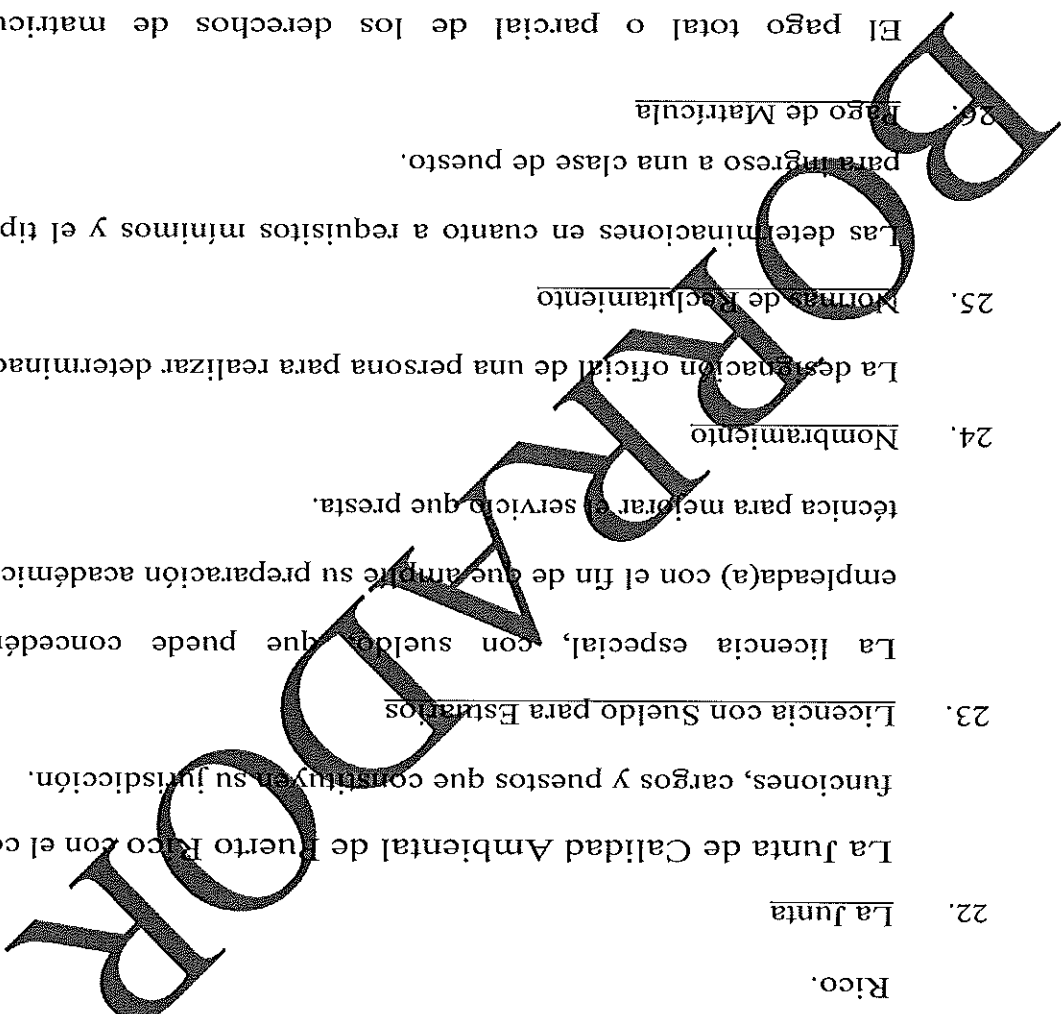 Rico.
22. La Junta
La Junta de Calidad Ambiental de Puerto Rico con el
funciones, cargos y puestos que constituyen su jurisdicción.
23. Licencia con Sueldo para Estuarios
La licencia especial, con sueldo, que puede
empleada(a) con el fin de que amplíe su preparación
técnica para mejorar el servicio que presta.
24. Nombramiento
La designación oficial de una persona para realizar
25. Normas de Reclutamiento
Las determinaciones en cuanto a requisitos mínimos y el
para ingreso a una clase de puesto.
26. Pago de Matrícula
El pago total o parcial de los derechos de
BORRADOR